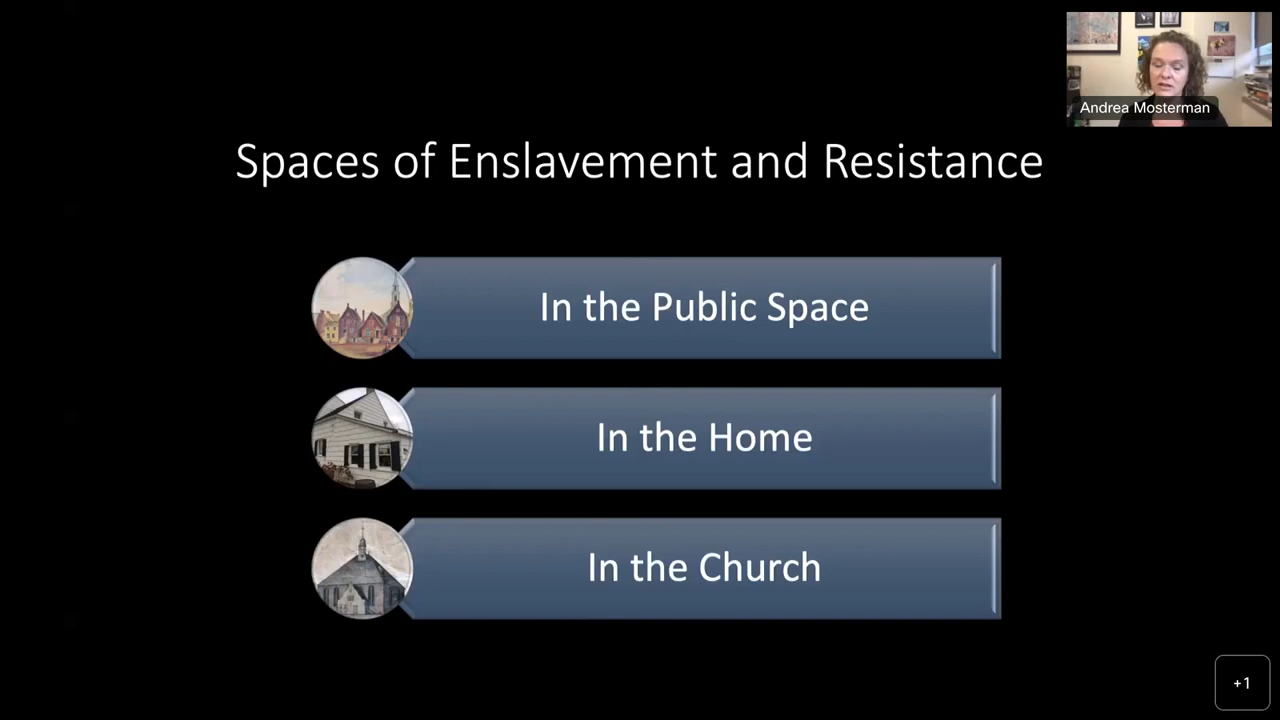 Andrea Mosterman
Spaces of Enslavement and Resistance
In the Public Space
In the Home
In the Church
+1